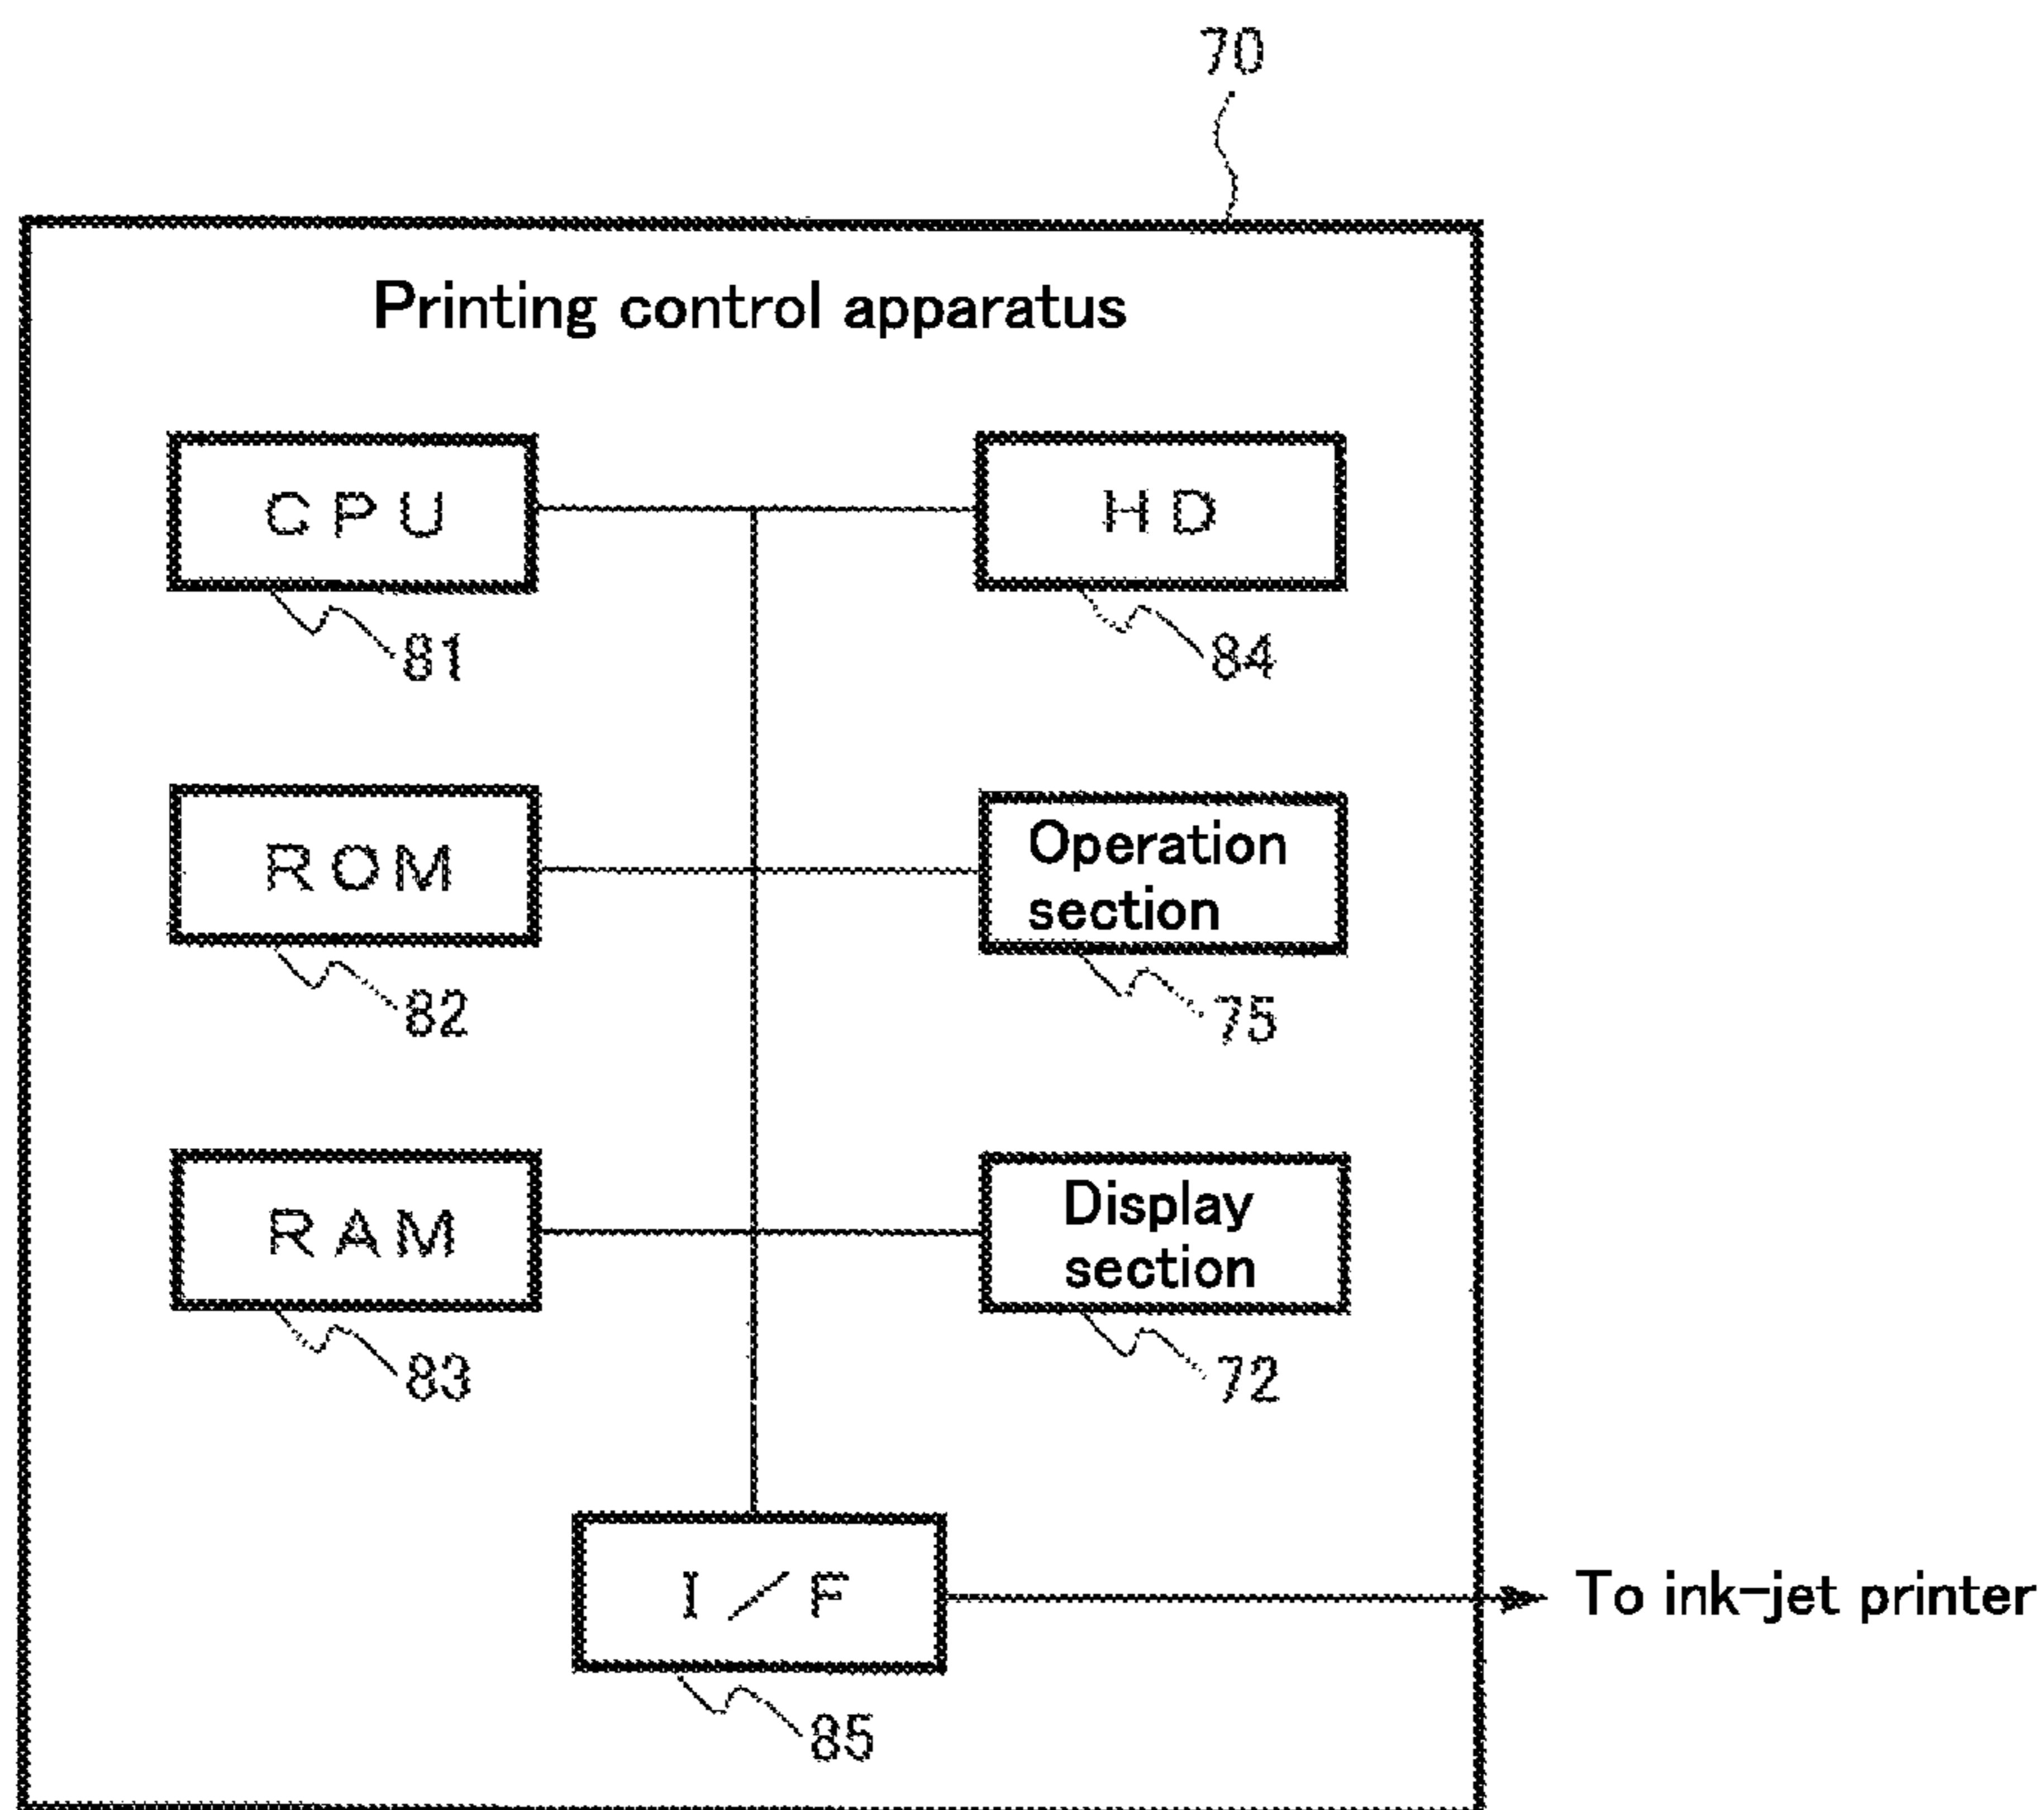 70
Printing control apparatus
CPU
HD
81
84
ROM
Operation
section
82
75
RAM
Display
section
83
72
I/F
To ink-jet printer
85